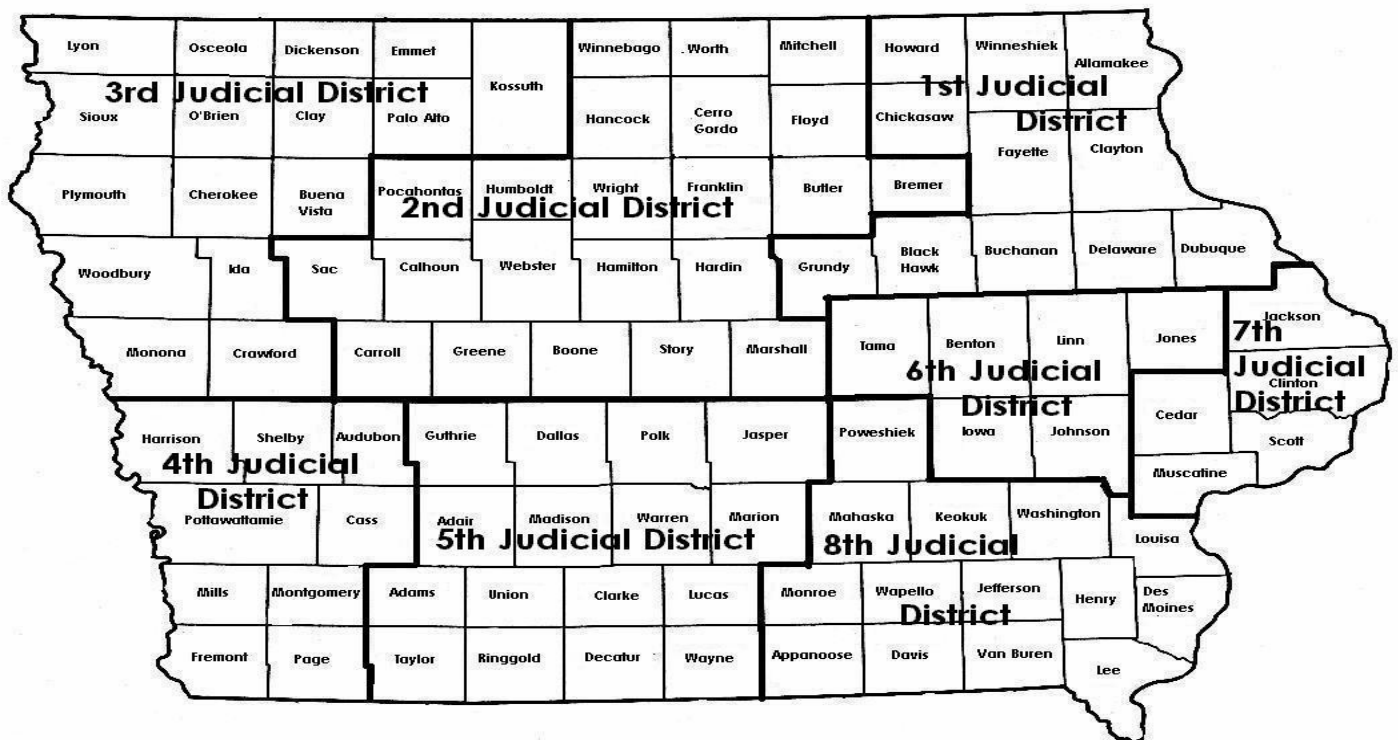 Lyon
Osceola
Dickenson
Emmet
Kossuth
Winnebago
Worth
Mitchell
Howard
Winneshiek
Allamakee
3rd Judicial District
1st Judicial
District
Sioux
O'Brien
Clay
Palo Alto
Hancock
Cerro
Gordo
Floyd
Chickasaw
Fayette
Clayton
Plymouth
Cherokee
Buena
Vista
Pocahontas
Humboldt
Wright
Franklin
Butler
Bremer
2nd Judicial District
Woodbury
Ida
Sac
Calhoun
Webster
Hamilton
Hardin
Grundy
Black
Hawk
Buchanan
Delaware
Dubuque
Monona
Crawford
Carroll
Greene
Boone
Story
Marshall
Tama
Benton
Linn
Jones
Jackson
6th Judicial
District
7th
Judicial
District
Clinton
Cedar
Scott
Muscatine
Harrison
Shelby
Audubon
Guthrie
Dallas
Polk
Jasper
Poweshiek
Iowa
Johnson
4th Judicial
District
Pottawattamie
Cass
Adair
Madison
Warren
Marion
Mahaska
Keokuk
Washington
Louisa
5th Judicial District
8th Judicial
District
Mills
Montgomery
Adams
Union
Clarke
Lucas
Monroe
Wapello
Jefferson
Henry
Des
Moines
Fremont
Page
Taylor
Ringgold
Decatur
Wayne
Appanoose
Davis
Van Buren
Lee